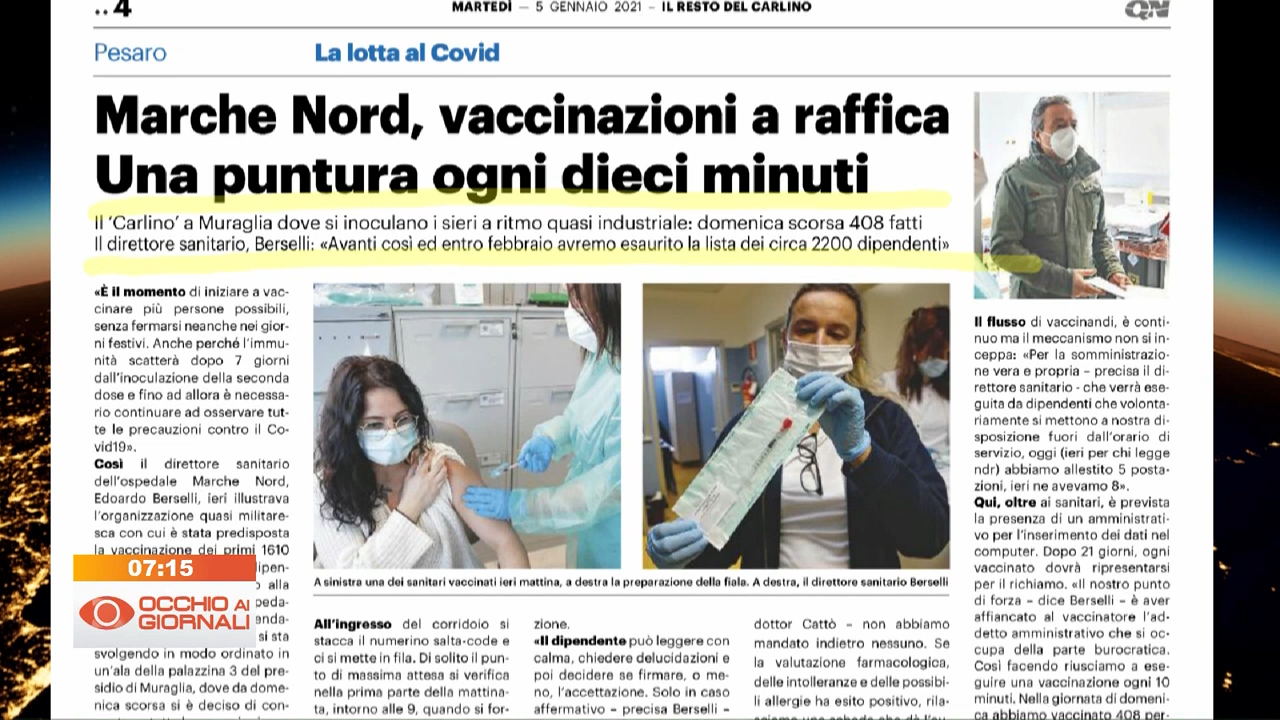 ..4
MARTEDÌ — 5 GENNAIO 2021 – IL RESTO DEL CARLINO
QN
Pesaro
La lotta al Covid
Marche Nord, vaccinazioni a raffica
Una puntura ogni dieci minuti
Il ‘Carlino’ a Muraglia dove si inoculano i sieri a ritmo quasi industriale: domenica scorsa 408 fatti
Il direttore sanitario, Berselli: «Avanti così ed entro febbraio avremo esaurito la lista dei circa 2200 dipendenti»
«È il momento di iniziare a vac-
cinare più persone possibili,
senza fermarsi neanche nei gior-
ni festivi. Anche perché l’immu-
nità scatterà dopo 7 giorni
dall’inoculazione della seconda
dose e fino ad allora è necessa-
rio continuare ad osservare tut-
te le precauzioni contro il Co-
vid19».
Così il direttore sanitario
dell’ospedale Marche Nord,
Edoardo Berselli, ieri illustrava
l’organizzazione quasi militare-
sca con cui è stata predisposta
la vaccinazione dei primi 1610
dipen-
alla
peda-
enda-
si sta
svolgendo in modo ordinato in
un’ala della palazzina 3 del pre-
sidio di Muraglia, dove da dome-
nica scorsa si è deciso di con-
07:15
OCCHIO AI
GIORNALI
A sinistra una dei sanitari vaccinati ieri mattina, a destra la preparazione della fiala. A destra, il direttore sanitario Berselli
All’ingresso del corridoio si
stacca il numerino salta-code e
ci si mette in fila. Di solito il pun-
to di massima attesa si verifica
nella prima parte della mattina-
ta, intorno alle 9, quando si for-
zione.
«Il dipendente può leggere con
calma, chiedere delucidazioni e
poi decidere se firmare, o me-
no, l’accettazione. Solo in caso
affermativo – precisa Berselli –
dottor Cattò – non abbiamo
mandato indietro nessuno. Se
la valutazione farmacologica,
delle intolleranze e delle possibi-
li allergie ha esito positivo, rila-
Il flusso di vaccinandi, è conti-
nuo ma il meccanismo non si in-
ceppa: «Per la somministrazio-
ne vera e propria – precisa il di-
rettore sanitario - che verrà ese-
guita da dipendenti che volonta-
riamente si mettono a nostra di-
sposizione fuori dall’orario di
servizio, oggi (ieri per chi legge
ndr) abbiamo allestito 5 posta-
zioni, ieri ne avevamo 8».
Qui, oltre ai sanitari, è prevista
la presenza di un amministrati-
vo per l’inserimento dei dati nel
computer. Dopo 21 giorni, ogni
vaccinato dovrà ripresentarsi
per il richiamo. «Il nostro punto
di forza – dice Berselli – è aver
affiancato al vaccinatore l’ad-
detto amministrativo che si oc-
cupa della parte burocratica.
Così facendo riusciamo a ese-
guire una vaccinazione ogni 10
minuti. Nella giornata di domeni-
ca abbiamo vaccinato 408 per-